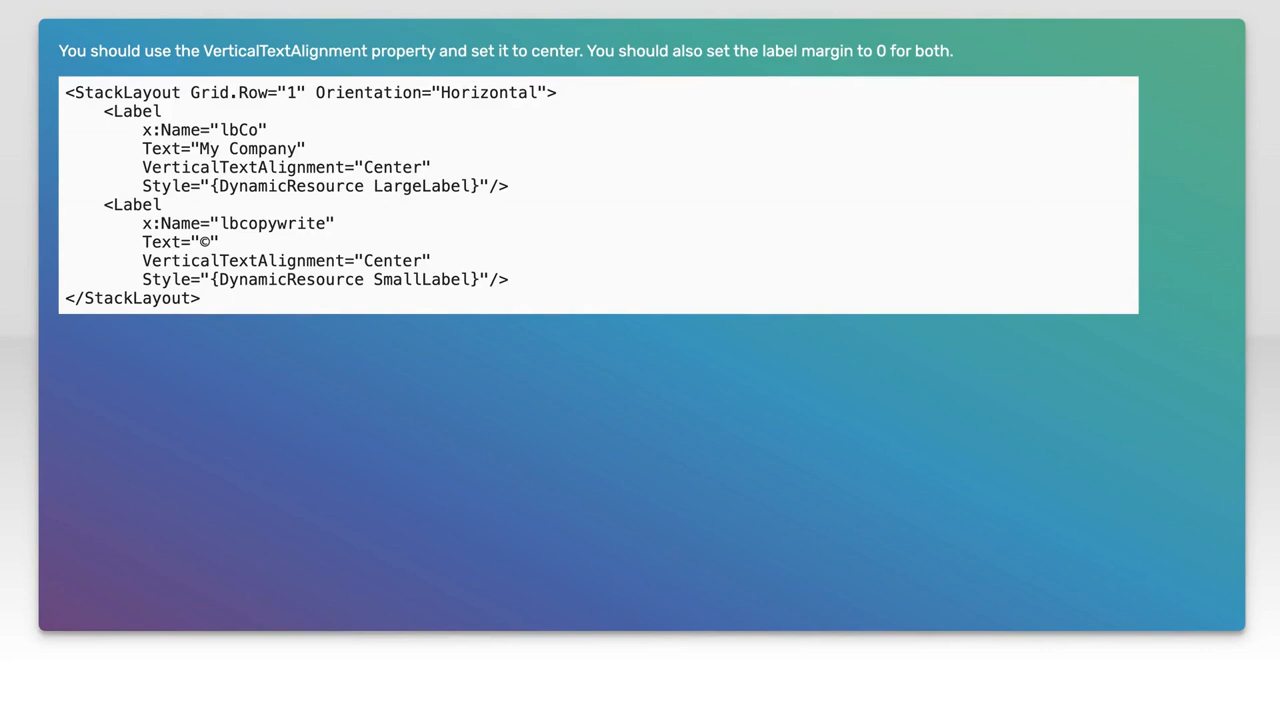 You should use the VerticalTextAlignment property and set it to center. You should also set the label margin to 0 for both.
<StackLayout Grid.Row="1" Orientation="Horizontal">
    <Label
        x:Name="lbCo"
        Text="My Company"
        VerticalTextAlignment="Center"
        Style="{DynamicResource LargeLabel}"/>
    <Label
        x:Name="lbcopywrite"
        Text="©"
        VerticalTextAlignment="Center"
        Style="{DynamicResource SmallLabel}"/>
</StackLayout>